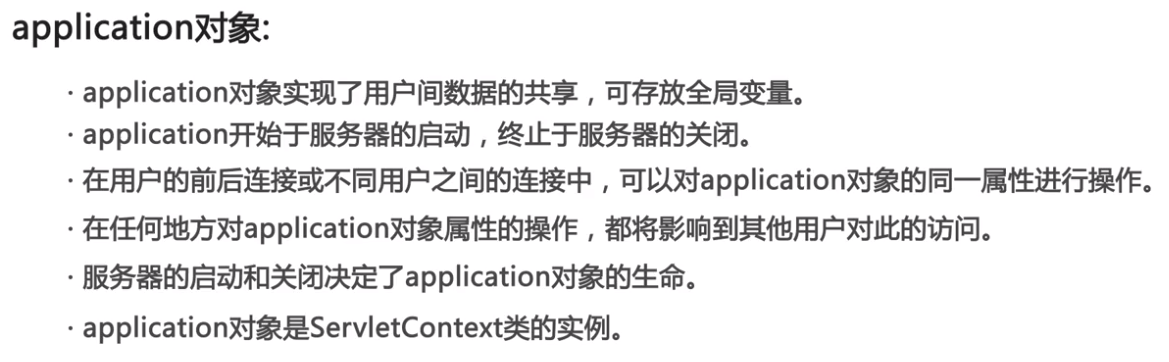 application对象:
· application对象实现了用户间数据的共享，可存放全局变量。
· application开始于服务器的启动，终止于服务器的关闭。
· 在用户的前后连接或不同用户之间的连接中，可以对application对象的同一属性进行操作。
· 在任何地方对application对象属性的操作，都将影响到其他用户对此的访问。
· 服务器的启动和关闭决定了application对象的生命。
· application对象是ServletContext类的实例。